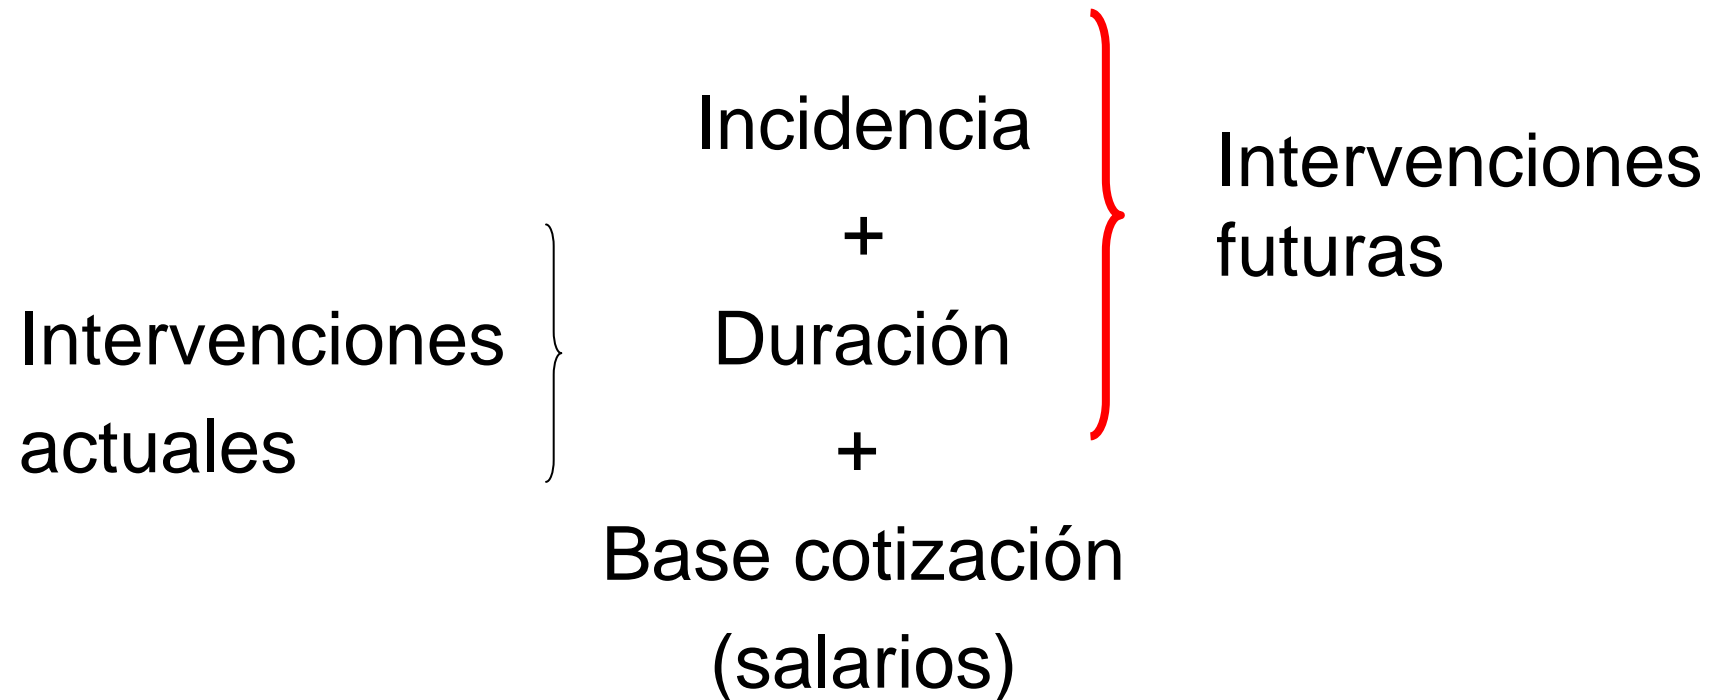 Incidencia
+
Duración
+
Base cotización
(salarios)
Intervenciones
actuales
Intervenciones
futuras